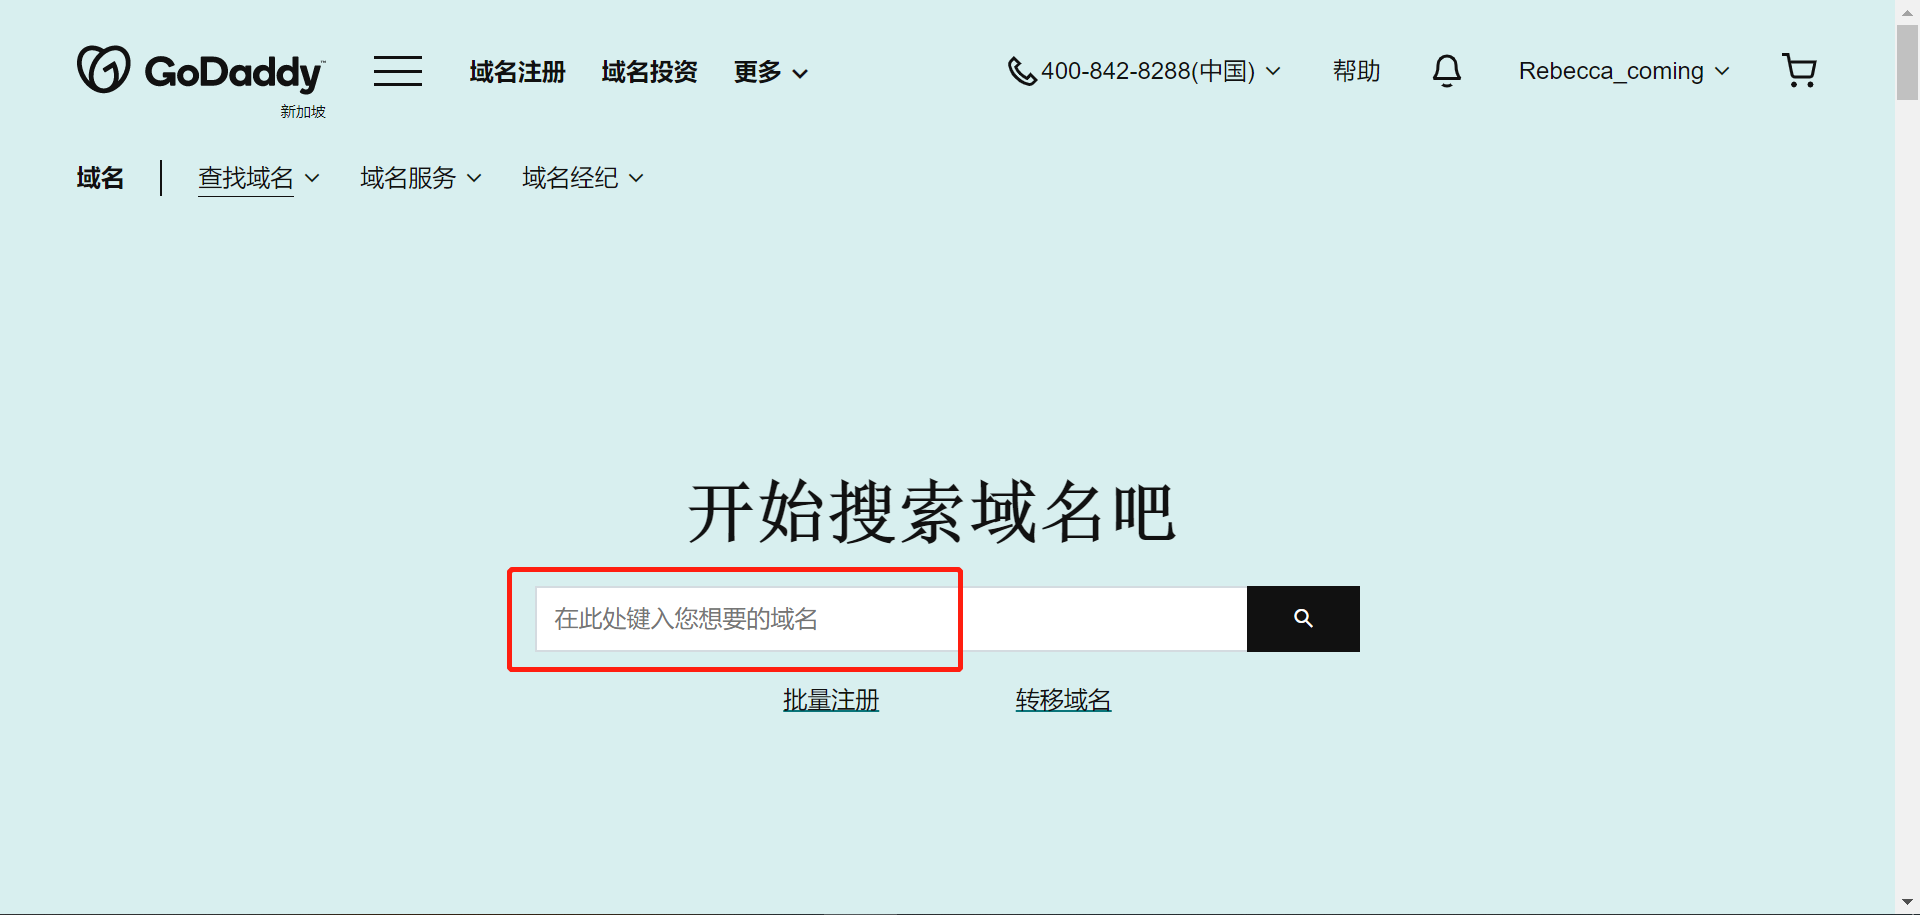 GoDaddy™
新加坡
域名注册 域名投资 更多
400-842-8288(中国) 帮助 Rebecca_coming
域名 查找域名 域名服务 域名经纪
开始搜索域名吧
在此处键入您想要的域名
批量注册 转移域名